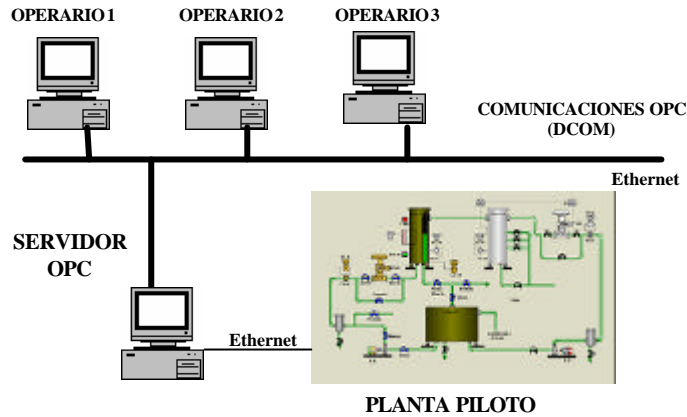 OPERARIO 1
OPERARIO 2
OPERARIO 3
COMUNICACIONES OPC
(DCOM)
Ethernet
SERVIDOR
OPC
Ethernet
PLANTA PILOTO